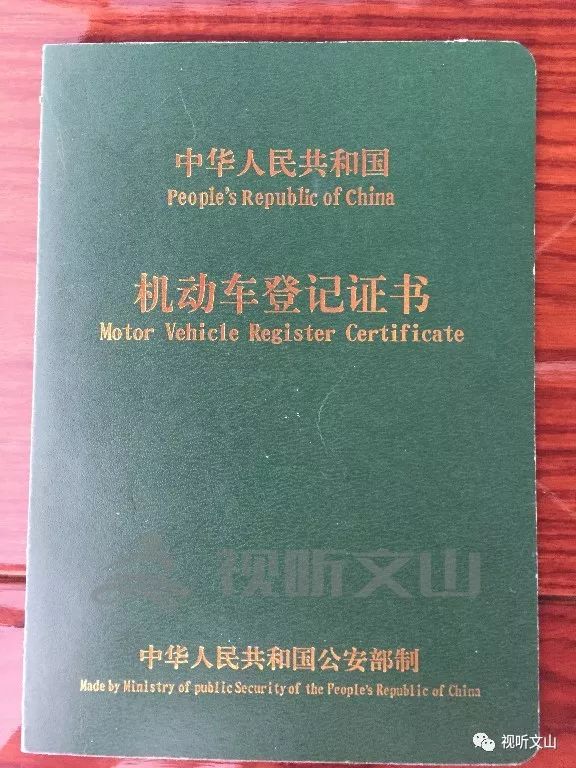 中华人民共和国
People's Republic of China
机动车登记证书
Motor Vehicle Register Certificate
视听文山
中华人民共和国公安部制
Made by Ministry of public Security of the People's Republic of China
视听文山